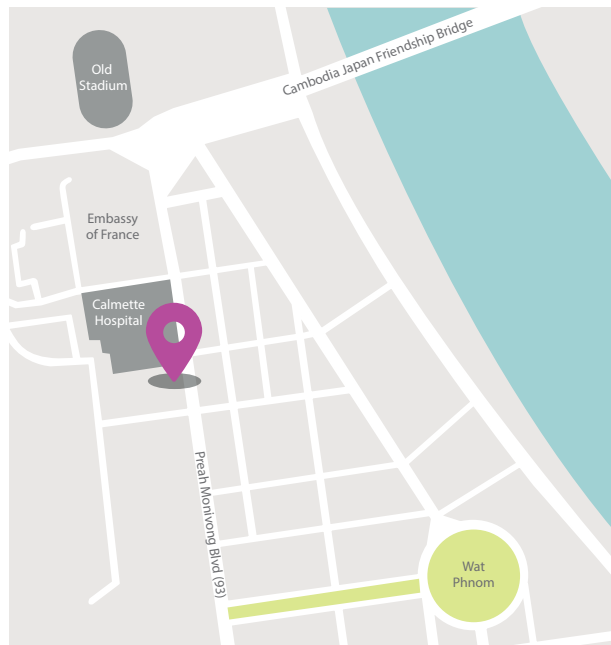 Cambodia Japan Friendship Bridge
Old
Stadium
Embassy
of France
Calmette
Hospital
Preah Monivong Blvd (93)
Wat
Phnom